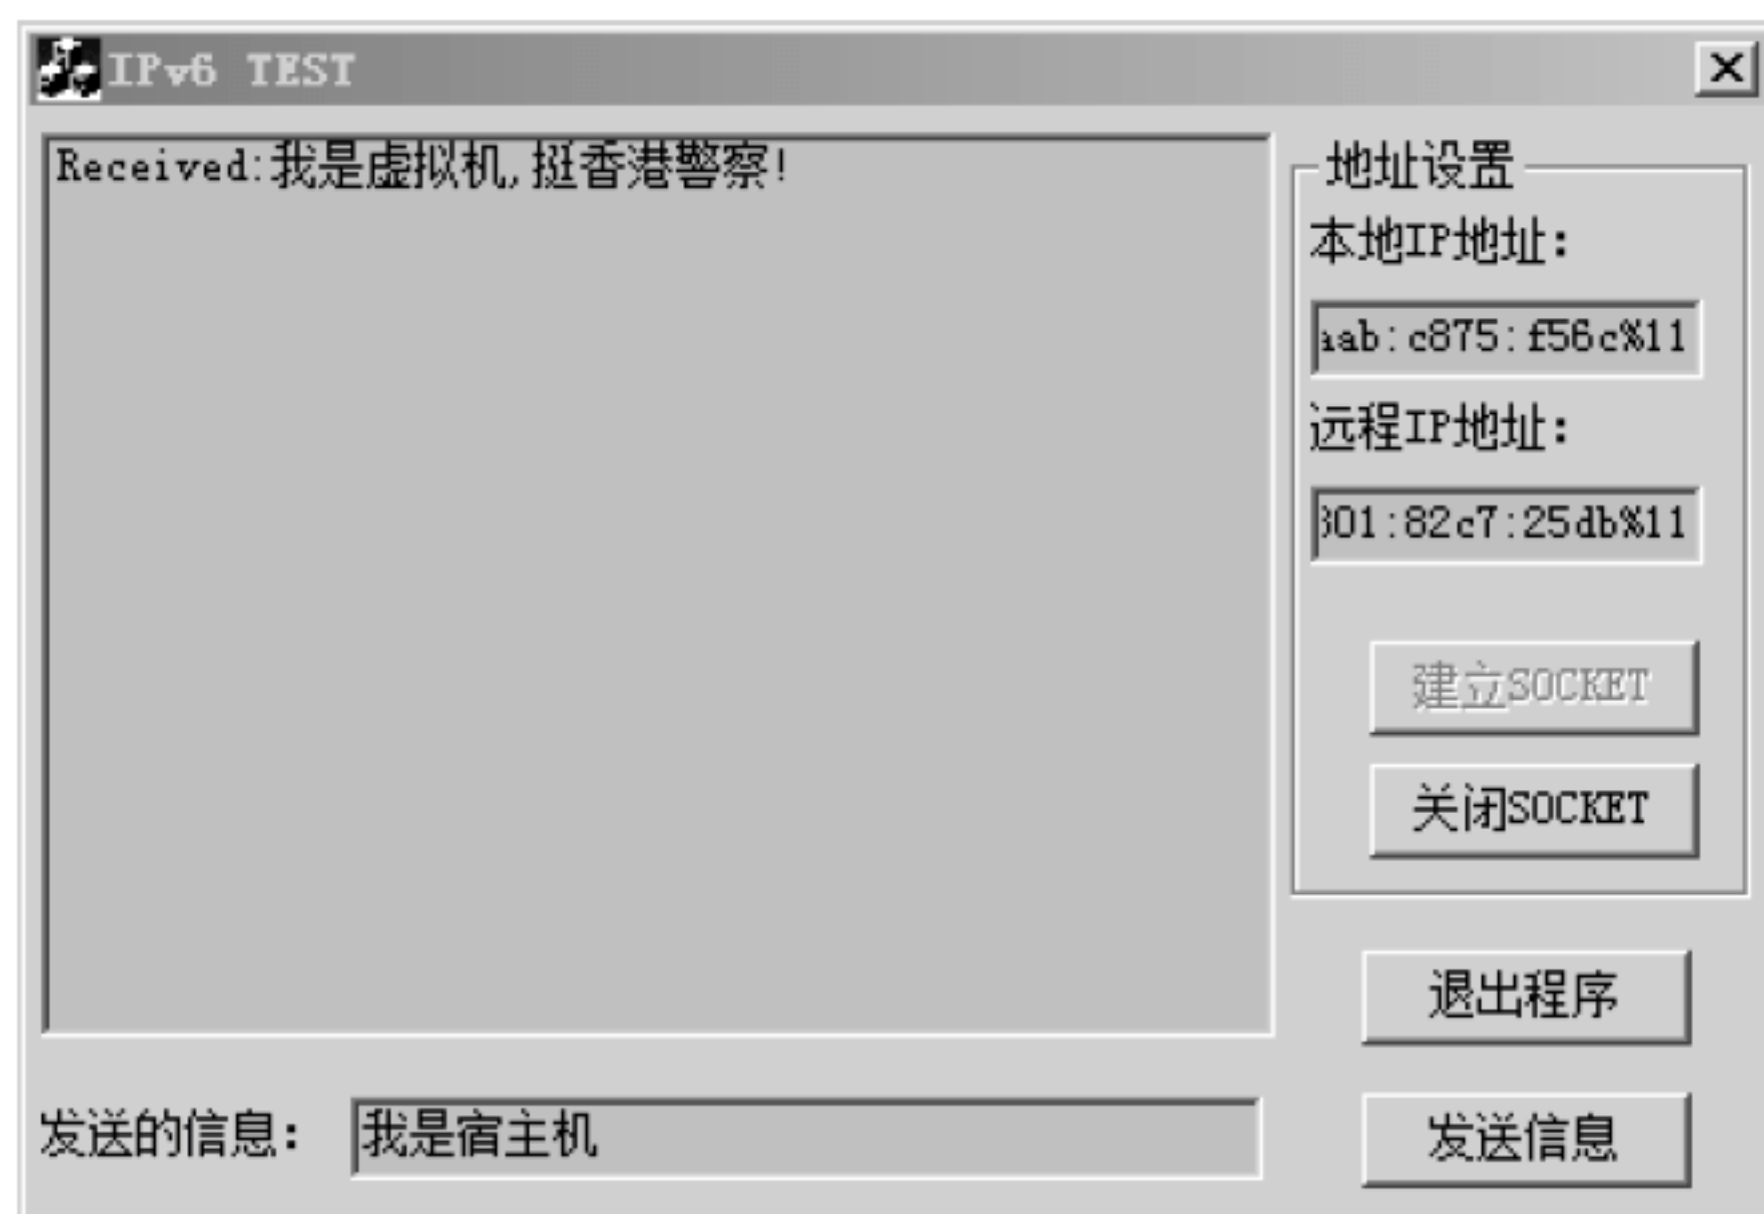 IPv6 TEST
Received:我是虚拟机,挺香港警察!
地址设置
本地IP地址:
ab:c875:f56c%11
远程IP地址:
01:82c7:25db%11
建立SOCKET
关闭SOCKET
退出程序
发送的信息:
我是宿主机
发送信息